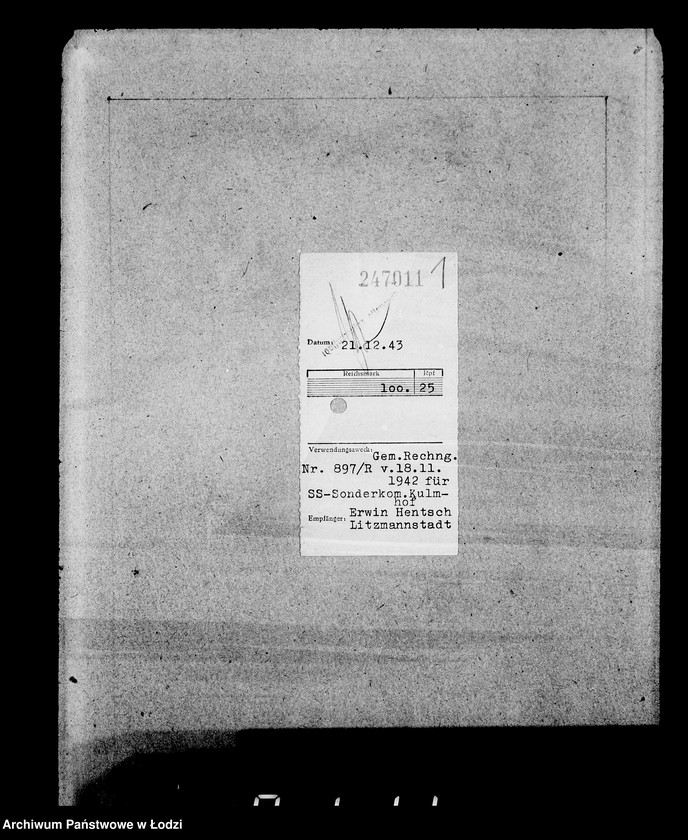 247011 1
Datum: 21.12.43
Reichsmark Rpf
loo. 25
Verwendungszweck: Gem.Rechng.
Nr. 897/R v.18.11.
1942 für
SS-Sonderkom.Kulm-
hof
Empfänger: Erwin Hentsch
Litzmannstadt
Archiwum Państwowe w Łodzi